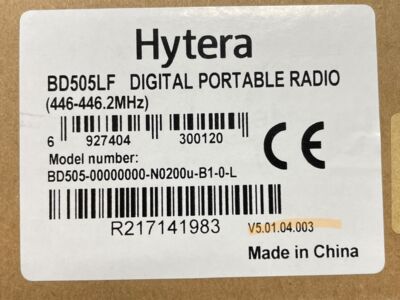 Hytera
BD505LF DIGITAL PORTABLE RADIO
(446-446.2MHz)
6 927404 300120
CE
Model number:
BD505-00000000-N0200u-B1-0-L
R217141983
V5.01.04.003
Made in China